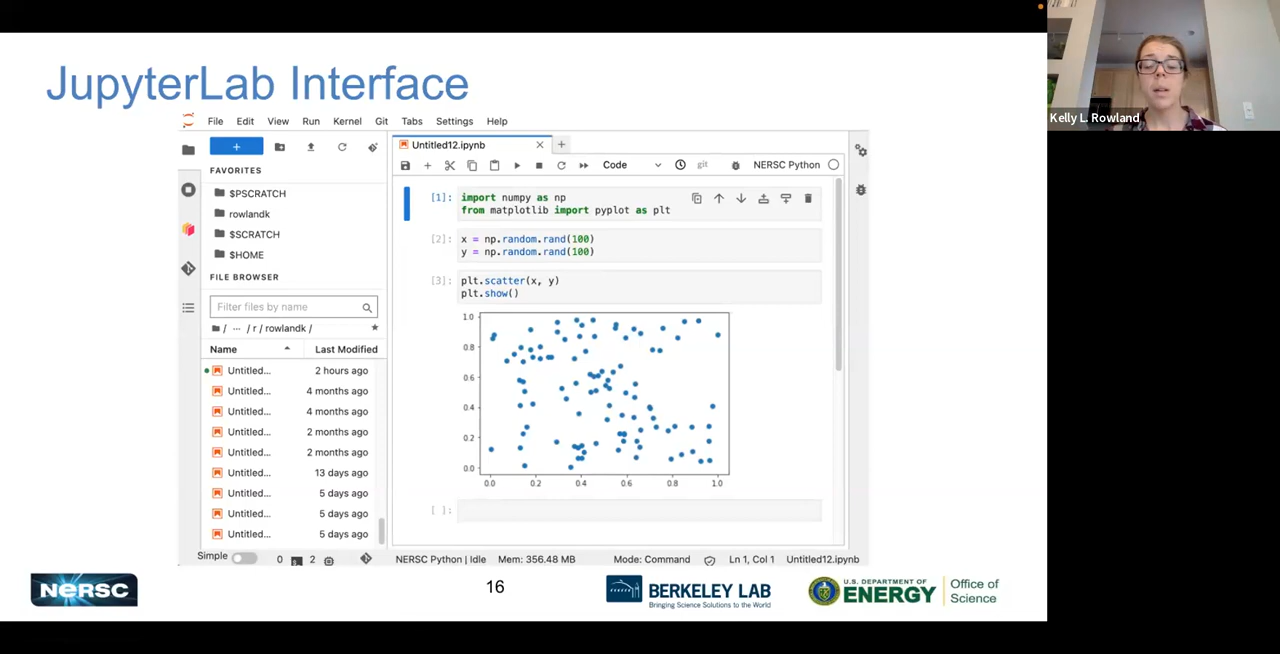 JupyterLab Interface
File Edit View Run Kernel Git Tabs Settings Help
+
FAVORITES
$PSCRATCH
rowlandk
$SCRATCH
$HOME
FILE BROWSER
Filter files by name
/ ··· / r / rowlandk /
Name Last Modified
Untitled... 2 hours ago
Untitled... 4 months ago
Untitled... 4 months ago
Untitled... 2 months ago
Untitled... 2 months ago
Untitled... 13 days ago
Untitled... 5 days ago
Untitled... 5 days ago
Untitled... 5 days ago
Untitled12.ipynb × +
Code git NERSC Python
[1]: import numpy as np
from matplotlib import pyplot as plt
[2]: x = np.random.rand(100)
y = np.random.rand(100)
[3]: plt.scatter(x, y)
plt.show()
1.0
0.8
0.6
0.4
0.2
0.0
0.0 0.2 0.4 0.6 0.8 1.0
[ ]:
Simple 0 2 NERSC Python | Idle Mem: 356.48 MB Mode: Command Ln 1, Col 1 Untitled12.ipynb
NERSC
16
BERKELEY LAB
Bringing Science Solutions to the World
U.S. DEPARTMENT OF
ENERGY
Office of
Science
Kelly L. Rowland